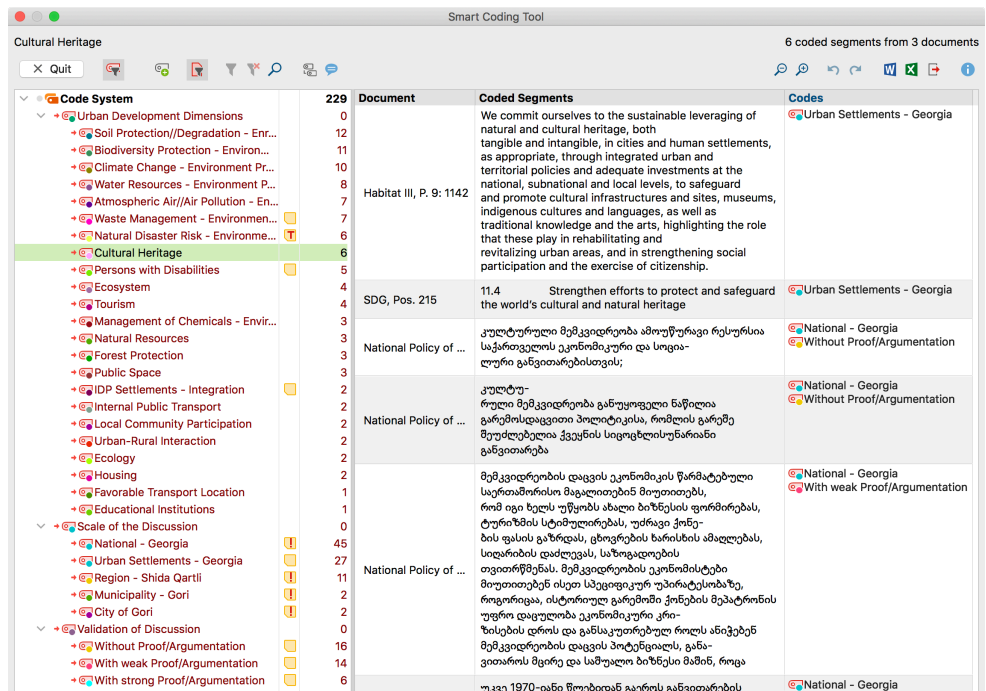 Smart Coding Tool
Cultural Heritage
6 coded segments from 3 documents
Quit
Code System 229
Urban Development Dimensions 0
Soil Protection//Degradation - Enr... 12
Biodiversity Protection - Environ... 11
Climate Change - Environment Pr... 10
Water Resources - Environment P... 8
Atmospheric Air//Air Pollution - En... 7
Waste Management - Environmen... 7
Natural Disaster Risk - Environme... T 6
Cultural Heritage 6
Persons with Disabilities 5
Ecosystem 4
Tourism 4
Management of Chemicals - Envir... 3
Natural Resources 3
Forest Protection 3
Public Space 3
IDP Settlements - Integration 2
Internal Public Transport 2
Local Community Participation 2
Urban-Rural Interaction 2
Ecology 2
Housing 2
Favorable Transport Location 1
Educational Institutions 1
Scale of the Discussion 0
National - Georgia ! 45
Urban Settlements - Georgia 27
Region - Shida Qartli ! 11
Municipality - Gori ! 2
City of Gori ! 2
Validation of Discussion 0
Without Proof/Argumentation 16
With weak Proof/Argumentation 14
With strong Proof/Argumentation 6
Document Coded Segments Codes
We commit ourselves to the sustainable leveraging of
natural and cultural heritage, both
tangible and intangible, in cities and human settlements,
as appropriate, through integrated urban and
territorial policies and adequate investments at the
national, subnational and local levels, to safeguard
and promote cultural infrastructures and sites, museums,
indigenous cultures and languages, as well as
traditional knowledge and the arts, highlighting the role
that these play in rehabilitating and
revitalizing urban areas, and in strengthening social
participation and the exercise of citizenship.
Habitat III, P. 9: 1142
Urban Settlements - Georgia
SDG, Pos. 215
11.4 Strengthen efforts to protect and safeguard
the world's cultural and natural heritage
Urban Settlements - Georgia
National Policy of ...
კულტურული მემკვიდრეობა ამოუწურავი რესურსია
საქართველოს ეკონომიკური და სოცია-
ლური განვითარებისთვის;
National - Georgia
Without Proof/Argumentation
National Policy of ...
კულტუ-
რული მემკვიდრეობა განუყოფელი ნაწილია
გარემოსდაცვითი პოლიტიკისა, რომლის გარეშე
შეუძლებელია ქვეყნის სიცოცხლისუნარიანი
განვითარება
National - Georgia
Without Proof/Argumentation
National Policy of ...
მემკვიდრეობის დაცვის ეკონომიკის წარმატებული
საერთაშორისო მაგალითებინ მიუთითებს,
რომ იგი ხელს უწყობს ახალი ბიზნესის ფორმირებას,
ტურიზმის სტიმულირებას, უძრავი ქონე-
ბის ფასის გაზრდას, ცხოვრების ხარისხის ამაღლებას,
სიღარიბის დაძლევას, საზოგადოების
თვითრწმენას. მემკვიდრეობის ეკონომისტები
მიუთითებენ ისეთ სპეციფიკურ უპირატესობაზე,
როგორიცაა, ისტორიულ გარემოში ქონების მეპატრონის
უფრო დაცულობა ეკონომიკური კრი-
ზისების დროს და განსაკუთრებულ როლს ანიჭებენ
მემკვიდრეობის დაცვის პოტენციალს, განა-
ვითაროს მცირე და საშუალო ბიზნესი მაშინ, როცა
National - Georgia
With weak Proof/Argumentation
უკვე 1970-იანი წლებიდან გაეროს განვითარების
National - Georgia